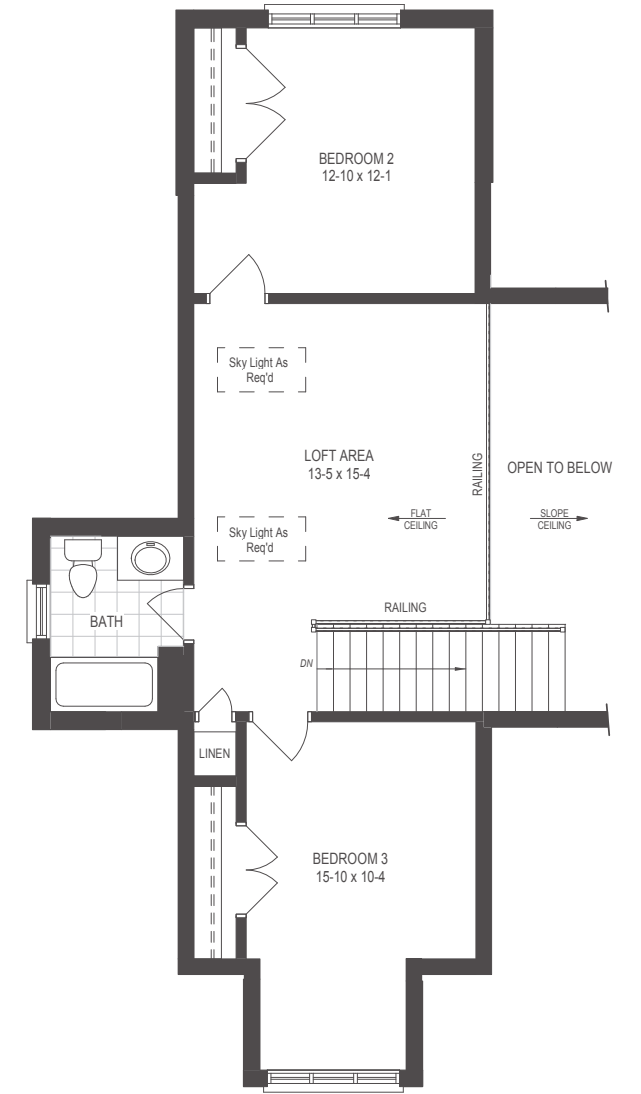 BEDROOM 2
12-10 x 12-1
Sky Light As
Req'd
LOFT AREA
13-5 x 15-4
RAILING
OPEN TO BELOW
FLAT
CEILING
SLOPE
CEILING
Sky Light As
Req'd
RAILING
BATH
DN
LINEN
BEDROOM 3
15-10 x 10-4